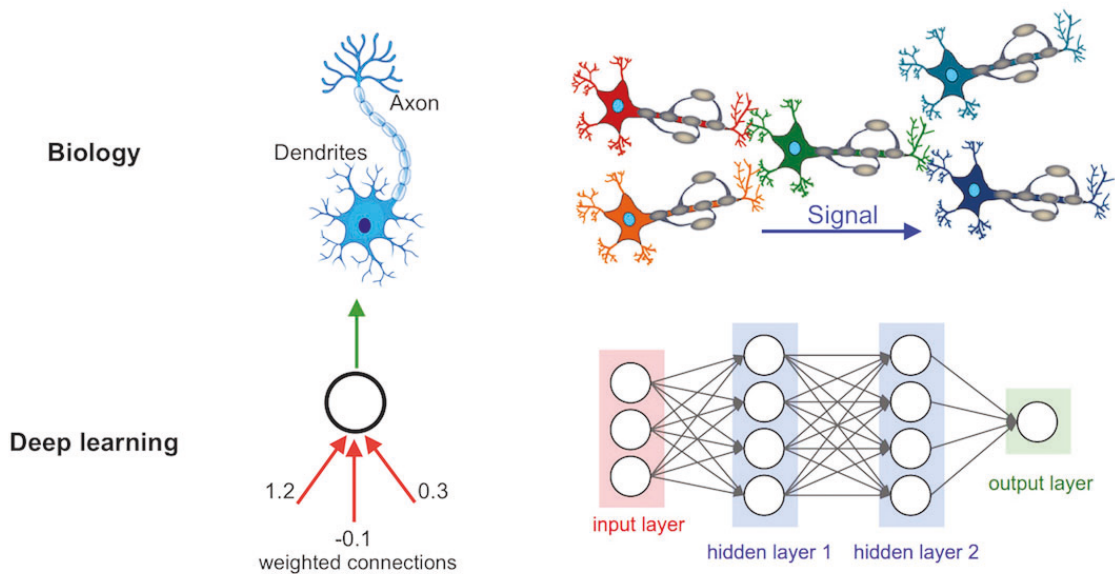 Axon
Biology
Dendrites
Signal
Deep learning
1.2
0.3
-0.1
weighted connections
input layer
hidden layer 1
hidden layer 2
output layer